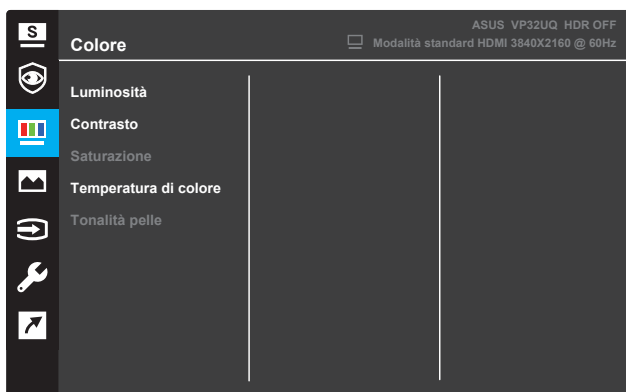 S
ASUS VP32UQ HDR OFF
Colore
Modalità standard HDMI 3840X2160 @ 60Hz
Luminosità
Contrasto
Saturazione
Temperatura di colore
Tonalità pelle